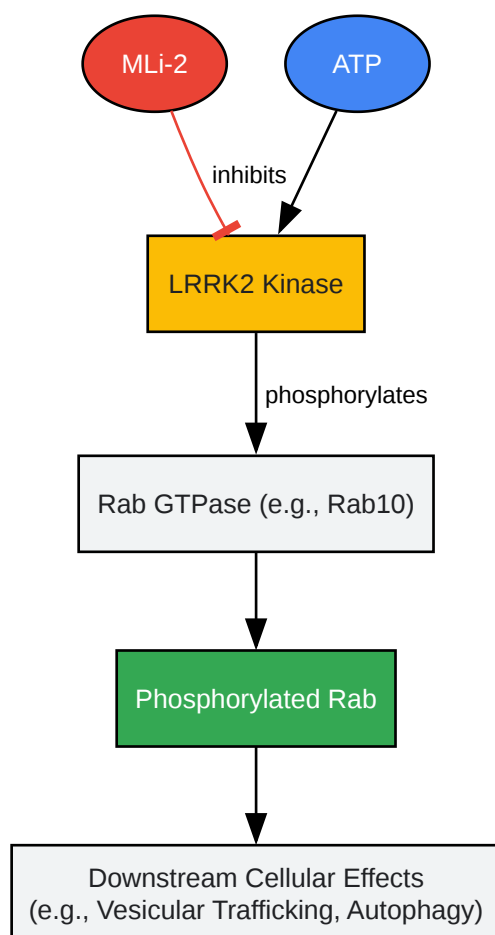 MLi-2
ATP
inhibits
LRRK2 Kinase
phosphorylates
Rab GTPase (e.g., Rab10)
Phosphorylated Rab
Downstream Cellular Effects
(e.g., Vesicular Trafficking, Autophagy)